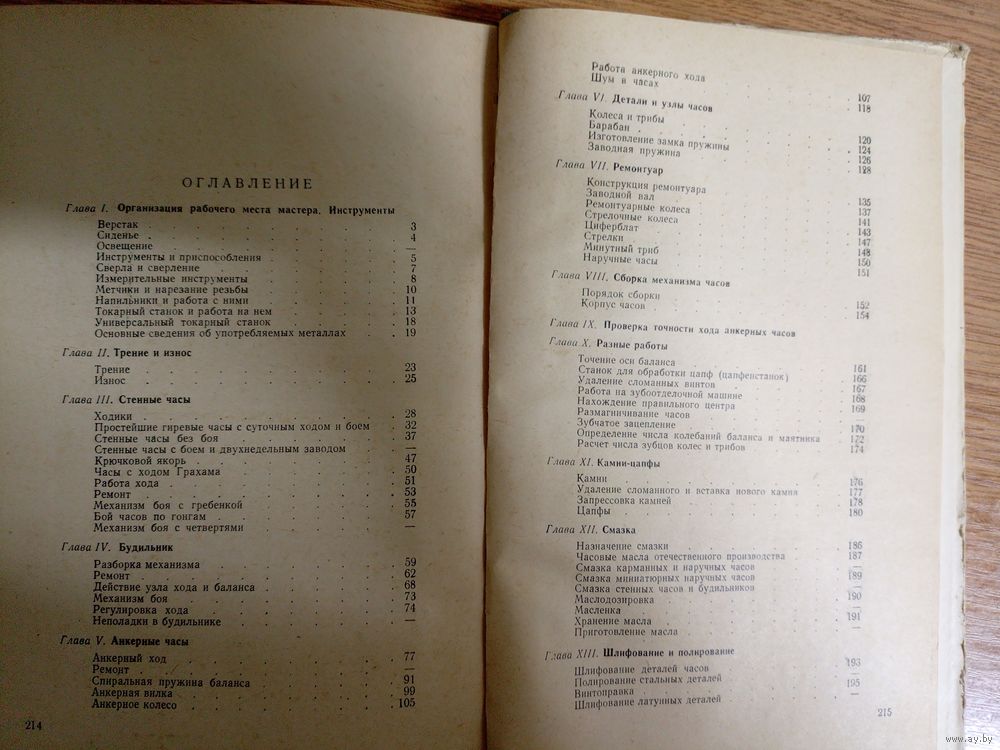 ОГЛАВЛЕНИЕ
Глава I. Организация рабочего места мастера. Инструменты
Верстак . . . . . . . . 3
Сиденье . . . . . . . . 4
Освещение . . . . . . . . —
Инструменты и приспособления . . . . . 5
Сверла и сверление . . . . . . 7
Измерительные инструменты . . . . . 8
Метчики и нарезание резьбы . . . . . 10
Напильники и работа с ними . . . . . 11
Токарный станок и работа на нем . . . . 13
Универсальный токарный станок . . . . 18
Основные сведения об употребляемых металлах . . 19
Глава II. Трение и износ
Трение . . . . . . . . 23
Износ . . . . . . . . 25
Глава III. Стенные часы
Ходики . . . . . . . . 28
Простейшие гиревые часы с суточным ходом и боем . 32
Стенные часы без боя . . . . . . 37
Стенные часы с боем и двухнедельным заводом . . —
Крючковой якорь . . . . . . . 47
Часы с ходом Грахама . . . . . . 50
Работа хода . . . . . . . . 51
Ремонт . . . . . . . . 53
Механизм боя с гребенкой . . . . . 55
Бой часов по гонгам . . . . . . 57
Механизм боя с четвертями . . . . . —
Глава IV. Будильник
Разборка механизма . . . . . . 59
Ремонт . . . . . . . . 62
Действие узла хода и баланса . . . . . 68
Механизм боя . . . . . . . 73
Регулировка хода . . . . . . . 74
Неполадки в будильнике . . . . . . —
Глава V. Анкерные часы
Анкерный ход . . . . . . . 77
Ремонт . . . . . . . . —
Спиральная пружина баланса . . . . . 91
Анкерная вилка . . . . . . . 99
Анкерное колесо . . . . . . . 105
214
Работа анкерного хода . . . . . . 107
Шум в часах . . . . . . . 118
Глава VI. Детали и узлы часов
Колеса и трибы . . . . . . . 120
Барабан . . . . . . . . 124
Изготовление замка пружины . . . . . 126
Заводная пружина . . . . . . . 128
Глава VII. Ремонтуар
Конструкция ремонтуара . . . . . . 135
Заводной вал . . . . . . . 137
Ремонтуарные колеса . . . . . . 141
Стрелочные колеса . . . . . . 143
Циферблат . . . . . . . . 147
Стрелки . . . . . . . . 148
Минутный триб . . . . . . . 150
Наручные часы . . . . . . . 151
Глава VIII. Сборка механизма часов
Порядок сборки . . . . . . . 152
Корпус часов . . . . . . . 154
Глава IX. Проверка точности хода анкерных часов
Глава X. Разные работы
Точение оси баланса . . . . . . 161
Станок для обработки цапф (цапфенстанок) . . 166
Удаление сломанных винтов . . . . . 167
Работа на зубоотделочной машине . . . . 168
Нахождение правильного центра . . . . 169
Размагничивание часов
Зубчатое зацепление . . . . . . 170
Определение числа колебаний баланса и маятника . 172
Расчет числа зубцов колес и трибов . . . . 174
Глава XI. Камни-цапфы
Камни . . . . . . . . 176
Удаление сломанного и вставка нового камня . . 177
Запрессовка камней . . . . . . 178
Цапфы . . . . . . . . 180
Глава XII. Смазка
Назначение смазки . . . . . . 186
Часовые масла отечественного производства . . 187
Смазка карманных и наручных часов . . . . —
Смазка миниатюрных наручных часов . . . 189
Смазка стенных часов и будильников . . . —
Маслодозировка . . . . . . . 190
Масленка . . . . . . . . —
Хранение масла . . . . . . . 191
Приготовление масла . . . . . . —
Глава XIII. Шлифование и полирование
Шлифование деталей часов . . . . . 193
Полирование стальных деталей . . . . . —
Винтоправка . . . . . . . 195
Шлифование латунных деталей . . . . . —
215
www.ay.by